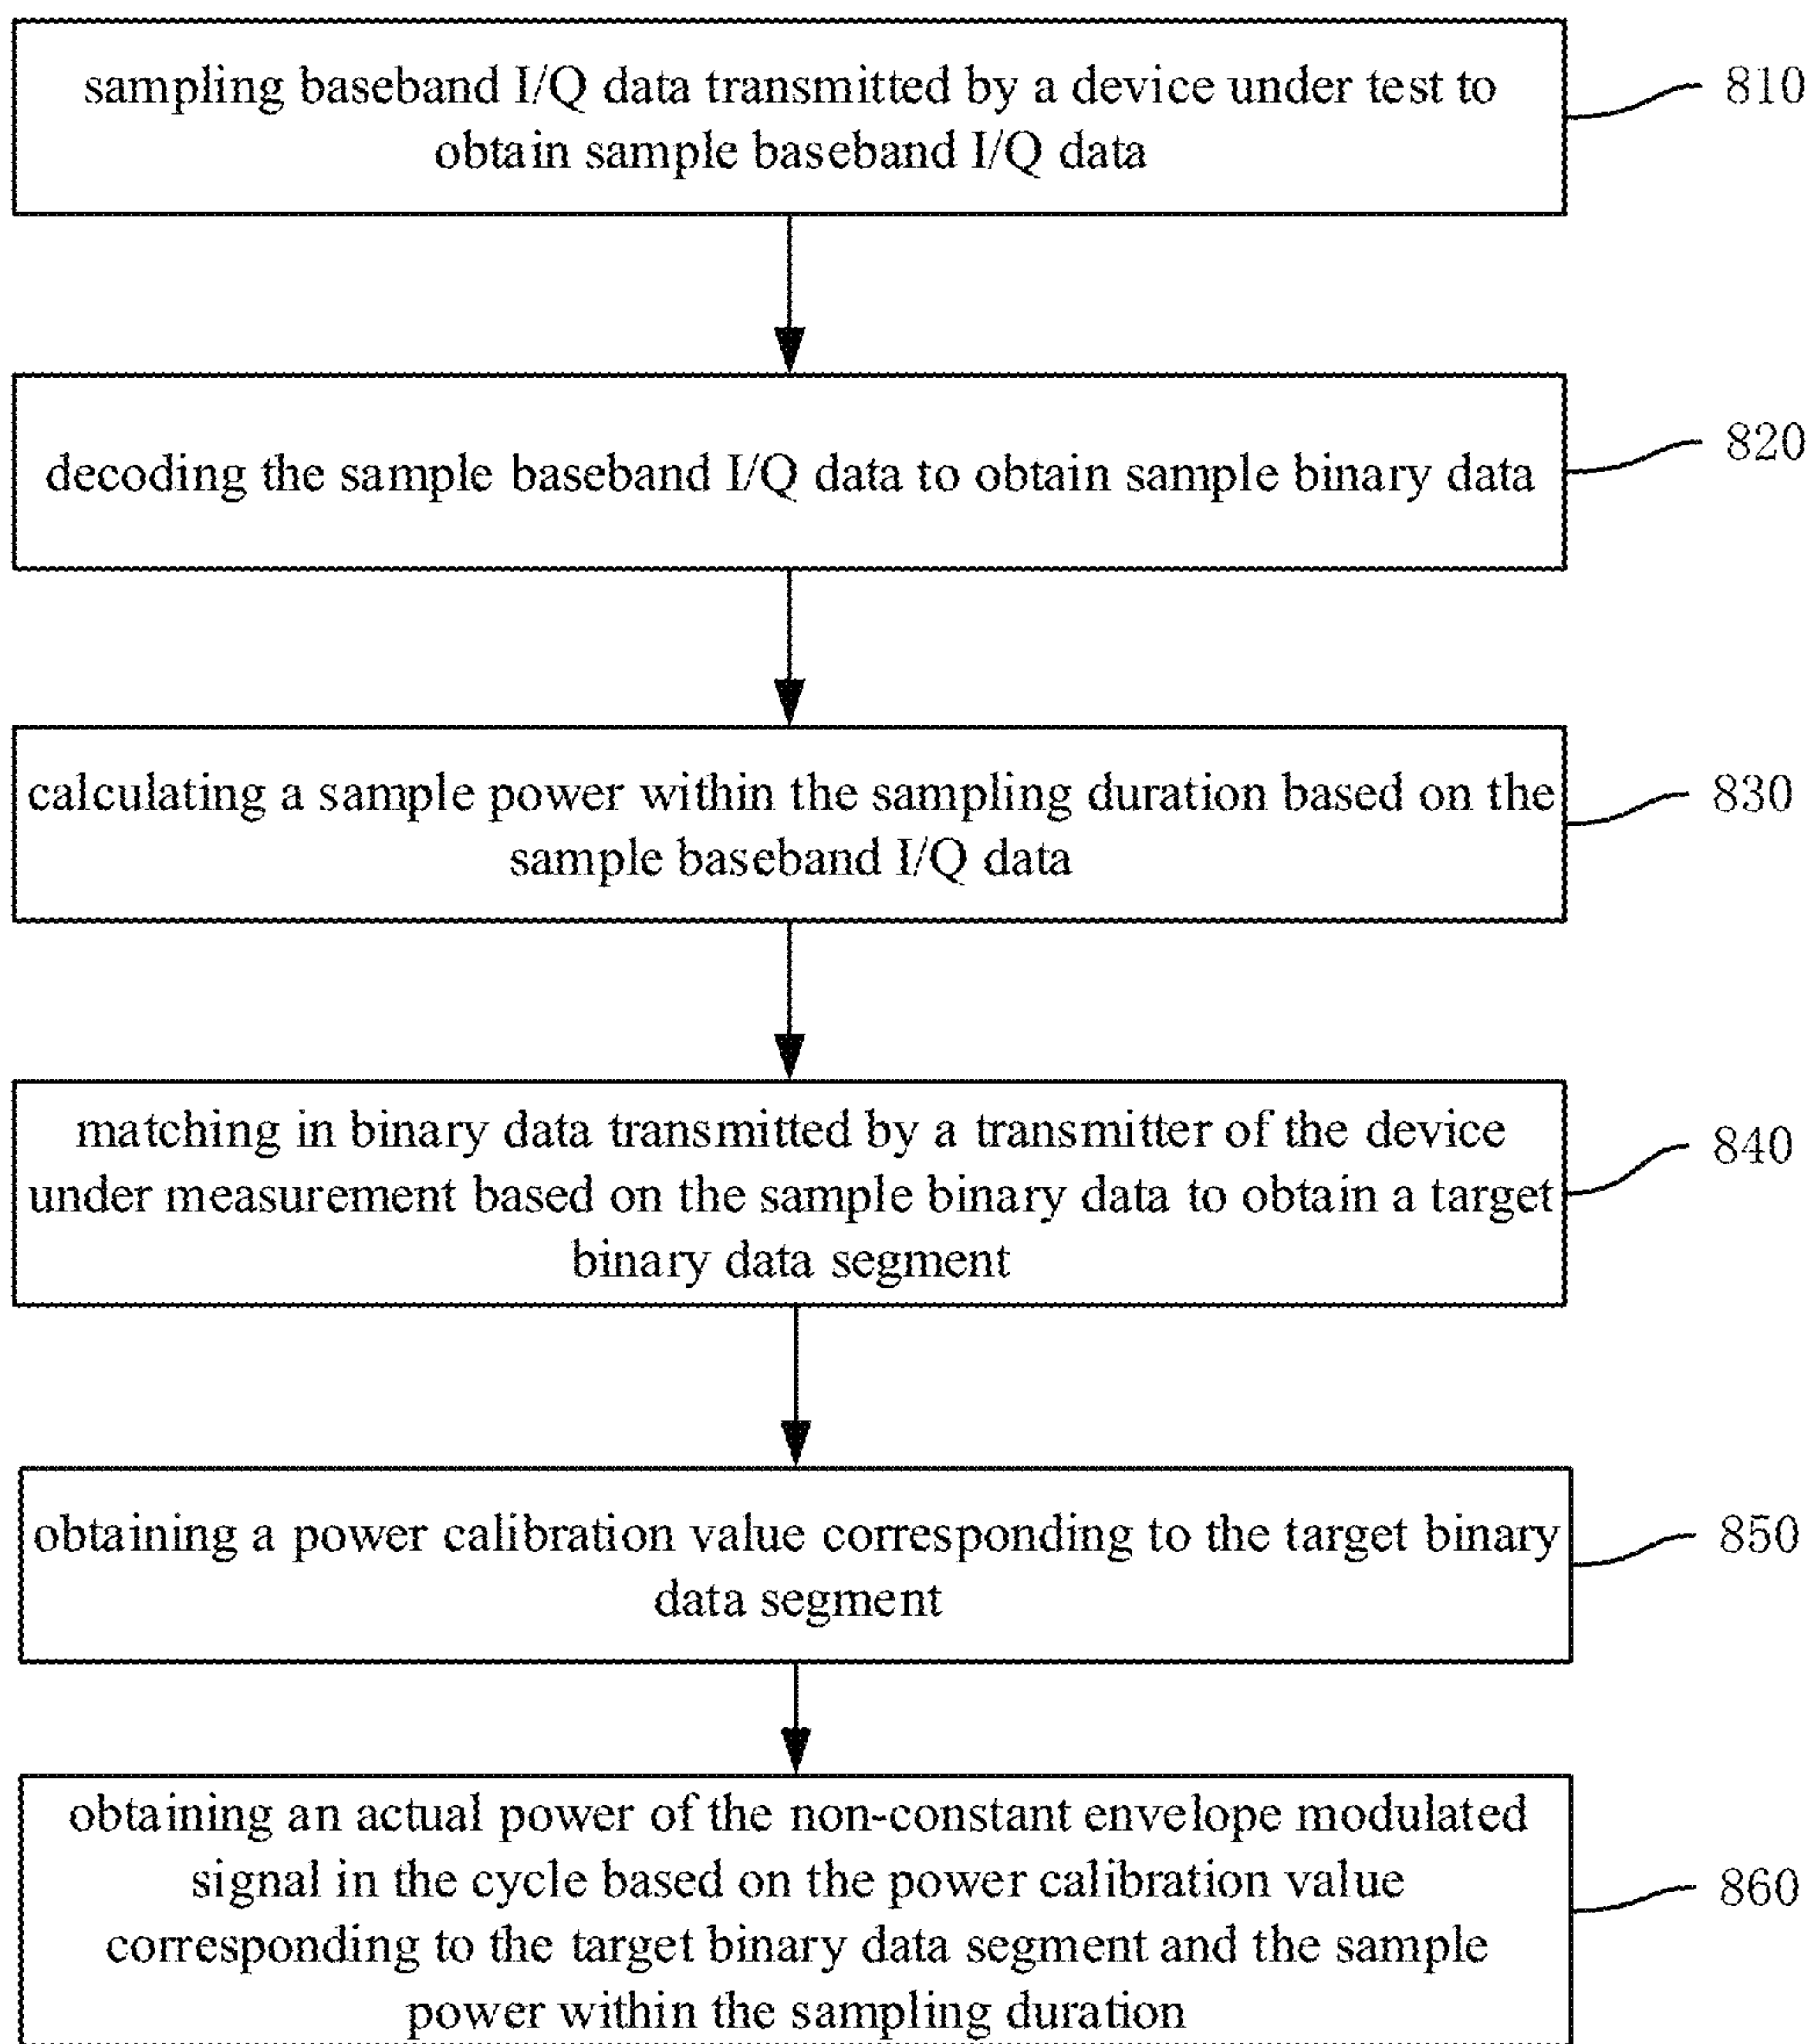 sampling baseband I/Q data transmitted by a device under test to
obtain sample baseband I/Q data
810
decoding the sample baseband I/Q data to obtain sample binary data
820
calculating a sample power within the sampling duration based on the
sample baseband I/Q data
830
matching in binary data transmitted by a transmitter of the device
under measurement based on the sample binary data to obtain a target
binary data segment
840
obtaining a power calibration value corresponding to the target binary
data segment
850
obtaining an actual power of the non-constant envelope modulated
signal in the cycle based on the power calibration value
corresponding to the target binary data segment and the sample
power within the sampling duration
860